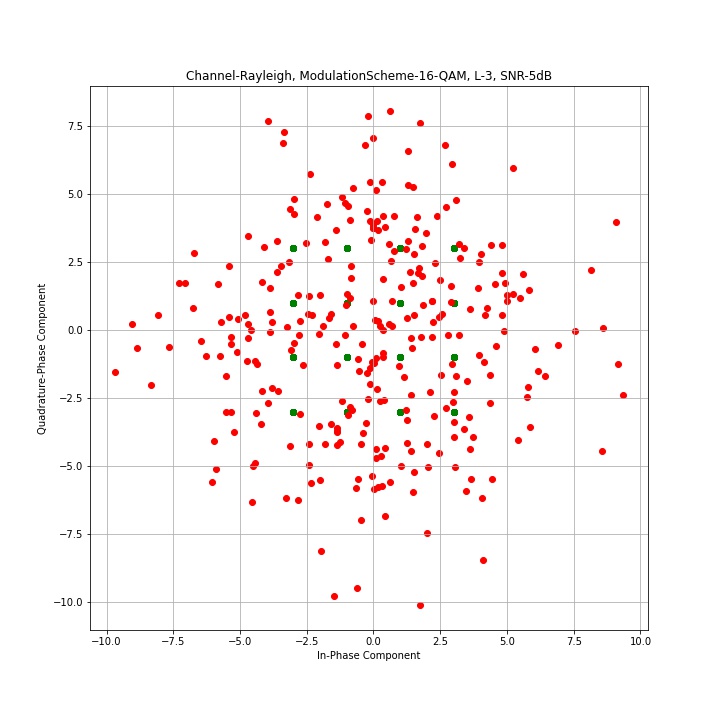 Channel-Rayleigh, ModulationScheme-16-QAM, L-3, SNR-5dB
7.5
5.0
2.5
0.0
−2.5
−5.0
−7.5
−10.0
Quadrature-Phase Component
−10.0 −7.5 −5.0 −2.5 0.0 2.5 5.0 7.5 10.0
In-Phase Component